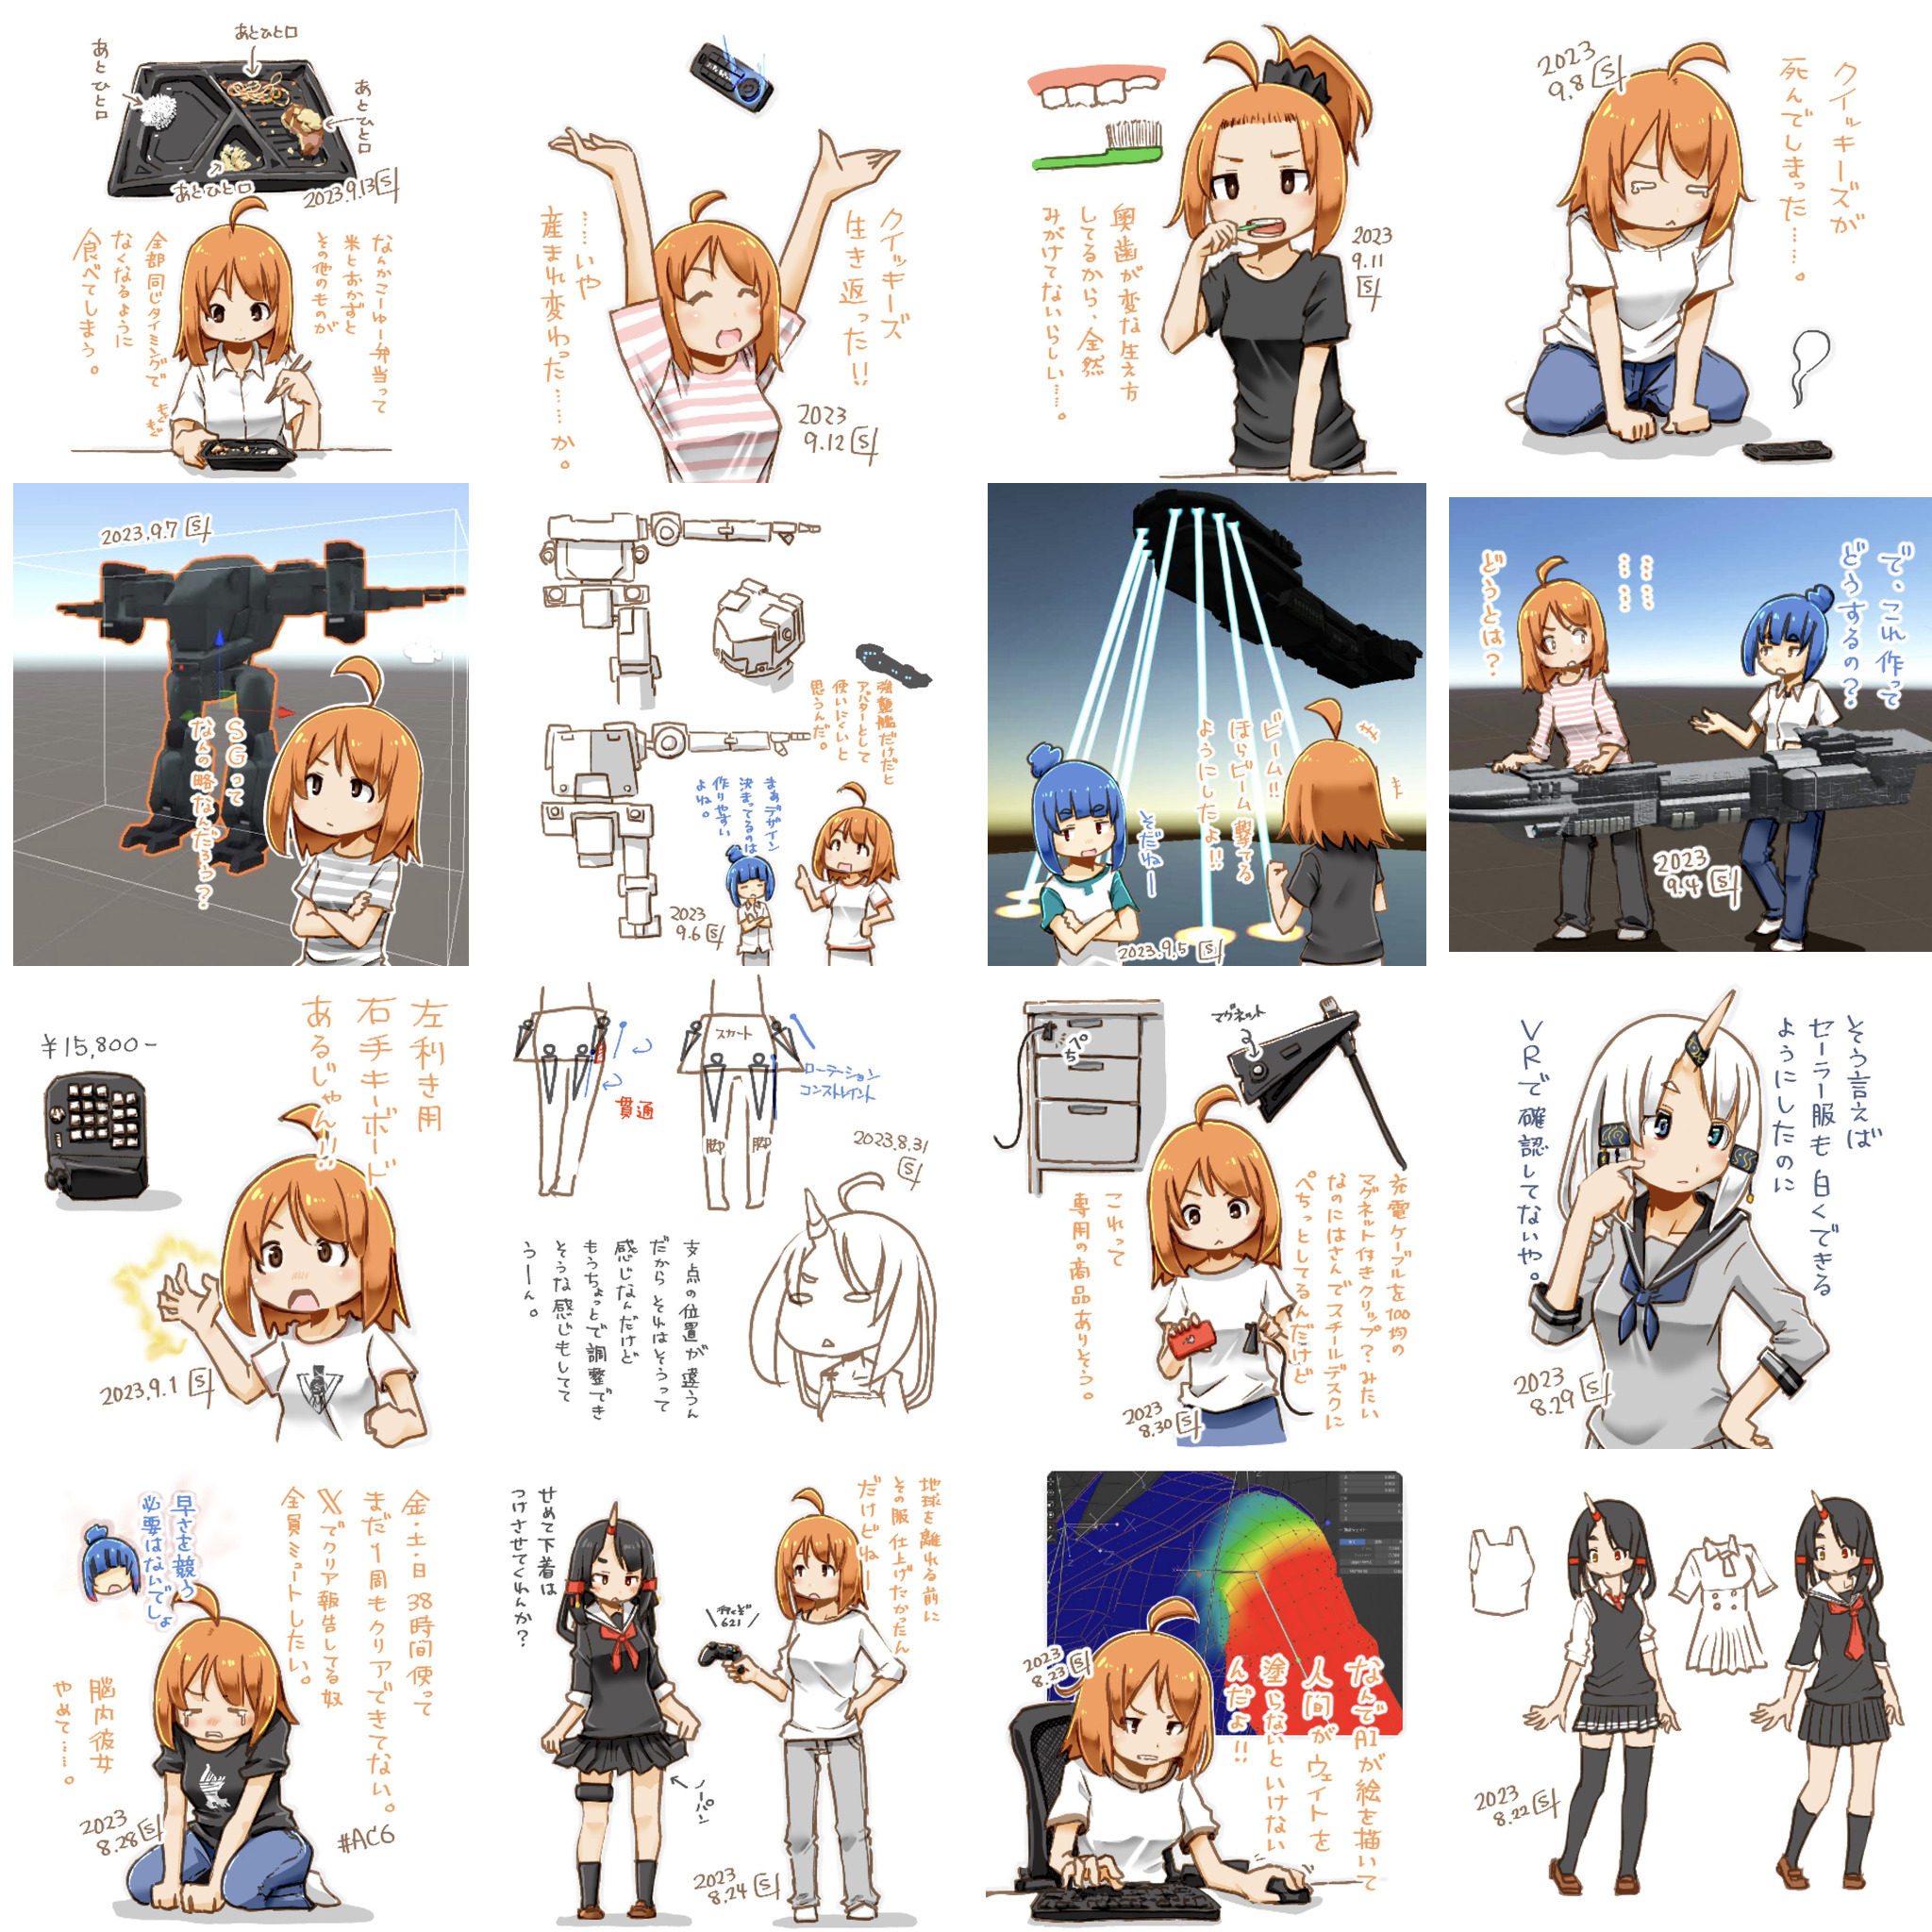 あとひと口
あとひと口
あとひと口
あとひと口
2023.9.13
なんかこーゆー弁当って
米とおかずと
その他のものが
全部同じタイミングで
なくなるように
食べてしまう。
もぐ
もぐ
クイッキーズ
生き返った!!
……いや
産まれ変わった……か。
2023
9.12
奥歯が変な生え方
してるから、全然
みがけてないらしい……。
2023
9.11
2023
9.8
クイッキーズが
死んでしまった……。
2023.9.7
SGって
なんの略なんだろう?
強襲艦だけだと
アバターとして
使いにくいと
思うんだ。
まあデザイン
決まってるのは
作りやすい
よね。
2023
9.6
ビーム!!
ほらビーム撃てる
ようにしたよ!!
そだねー
2023.9.5
で、これ作って
どうするの?
……
……
どうとは?
2023
9.4
左利き用
右手キーボード
あるじゃん!!
¥15,800-
2023.9.1
スカート
ローテーション
コンストレイント
貫通
脚
脚
2023.8.31
支点の位置が違うん
だからそれはそうって
感じなんだけど
もうちょっとで調整でき
そうな感じもしてて
うーん。
マグネット
ぺち
充電ケーブルを100均の
マグネット付きクリップ?みたい
なのにはさんでスチールデスクに
ぺちっとしてるんだけど
これって
専用の商品ありそう。
2023
8.30
そう言えば
セーラー服も白くできる
ようにしたのに
VRで確認してないや。
2023
8.29
金・土・日 38時間使って
まだ1周もクリアできてない。
𝕏でクリア報告してる奴
全員ミュートしたい。
早さを競う
必要はないでしょ
脳内彼女
やめて……。
2023
8.28
#AC6
地球を離れる前に
その服仕上げたかったん
だけどねー
せめて下着は
つけさせてくれんか?
行くぞ
621
ノーパン
2023
8.24
2023
8.23
なんでAIが絵を描いて
人間がウェイトを
塗らないといけない
んだよ!!
2023
8.22